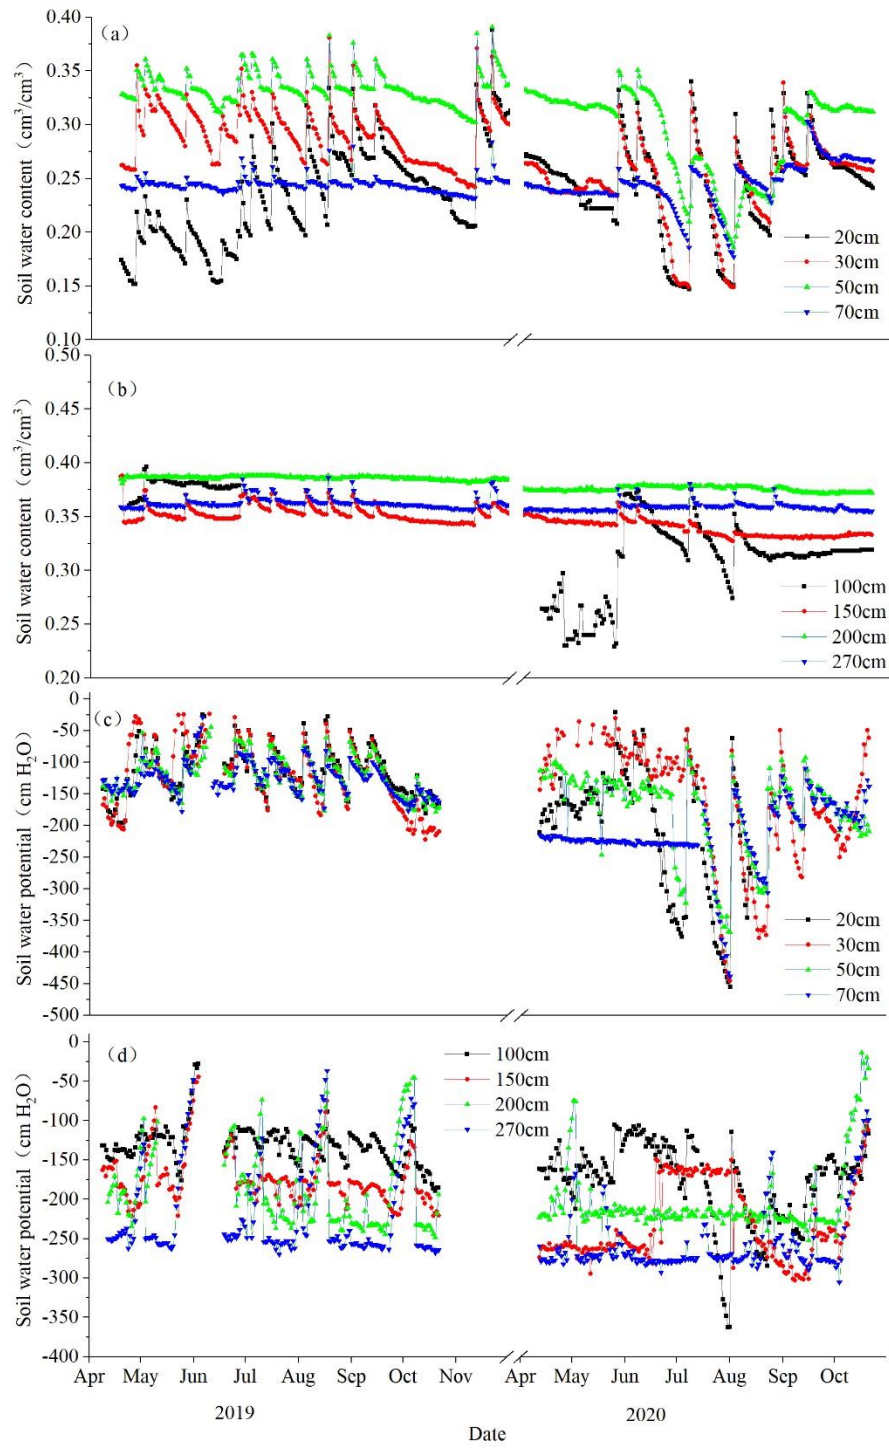 (a)
Soil water content (cm³/cm³)
0.40
0.35
0.30
0.25
0.20
0.15
0.10
20cm
30cm
50cm
70cm
(b)
Soil water content (cm³/cm³)
0.50
0.45
0.40
0.35
0.30
0.25
0.20
100cm
150cm
200cm
270cm
(c)
Soil water potential (cm H₂O)
0
-50
-100
-150
-200
-250
-300
-350
-400
-450
-500
20cm
30cm
50cm
70cm
(d)
Soil water potential (cm H₂O)
0
-50
-100
-150
-200
-250
-300
-350
-400
100cm
150cm
200cm
270cm
Apr May Jun Jul Aug Sep Oct Nov Apr May Jun Jul Aug Sep Oct
2019 2020
Date